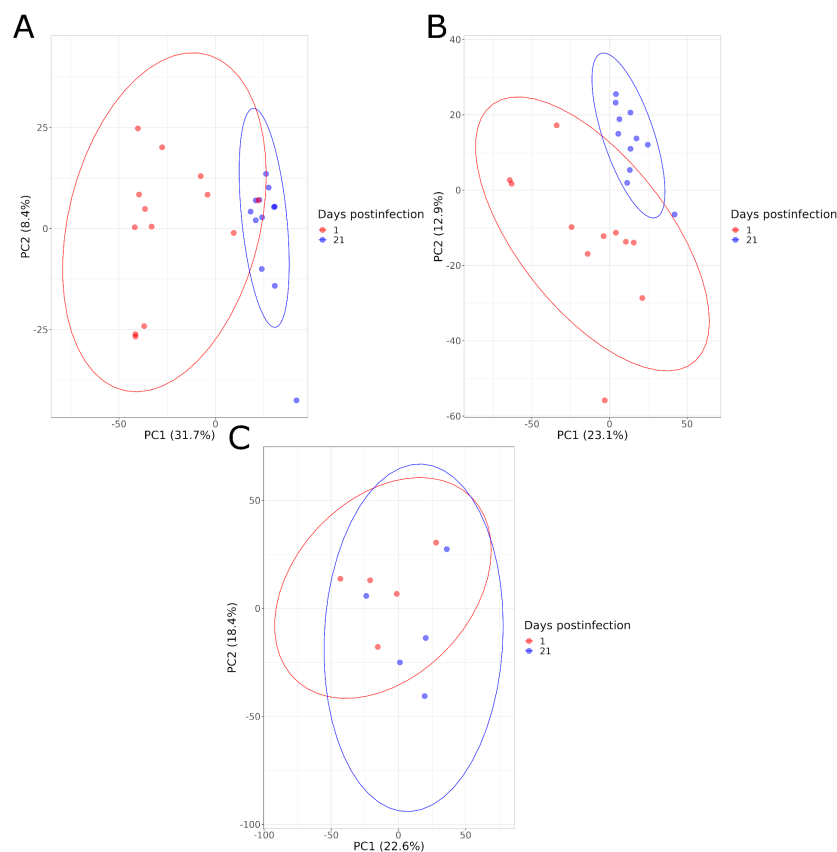 A
25
0
-25
PC2 (8.4%)
-50
0
PC1 (31.7%)
Days postinfection
1
21
B
40
20
0
-20
-40
-60
PC2 (12.9%)
-50
0
50
PC1 (23.1%)
Days postinfection
1
21
C
50
0
-50
-100
PC2 (18.4%)
-100
-50
0
50
PC1 (22.6%)
Days postinfection
1
21